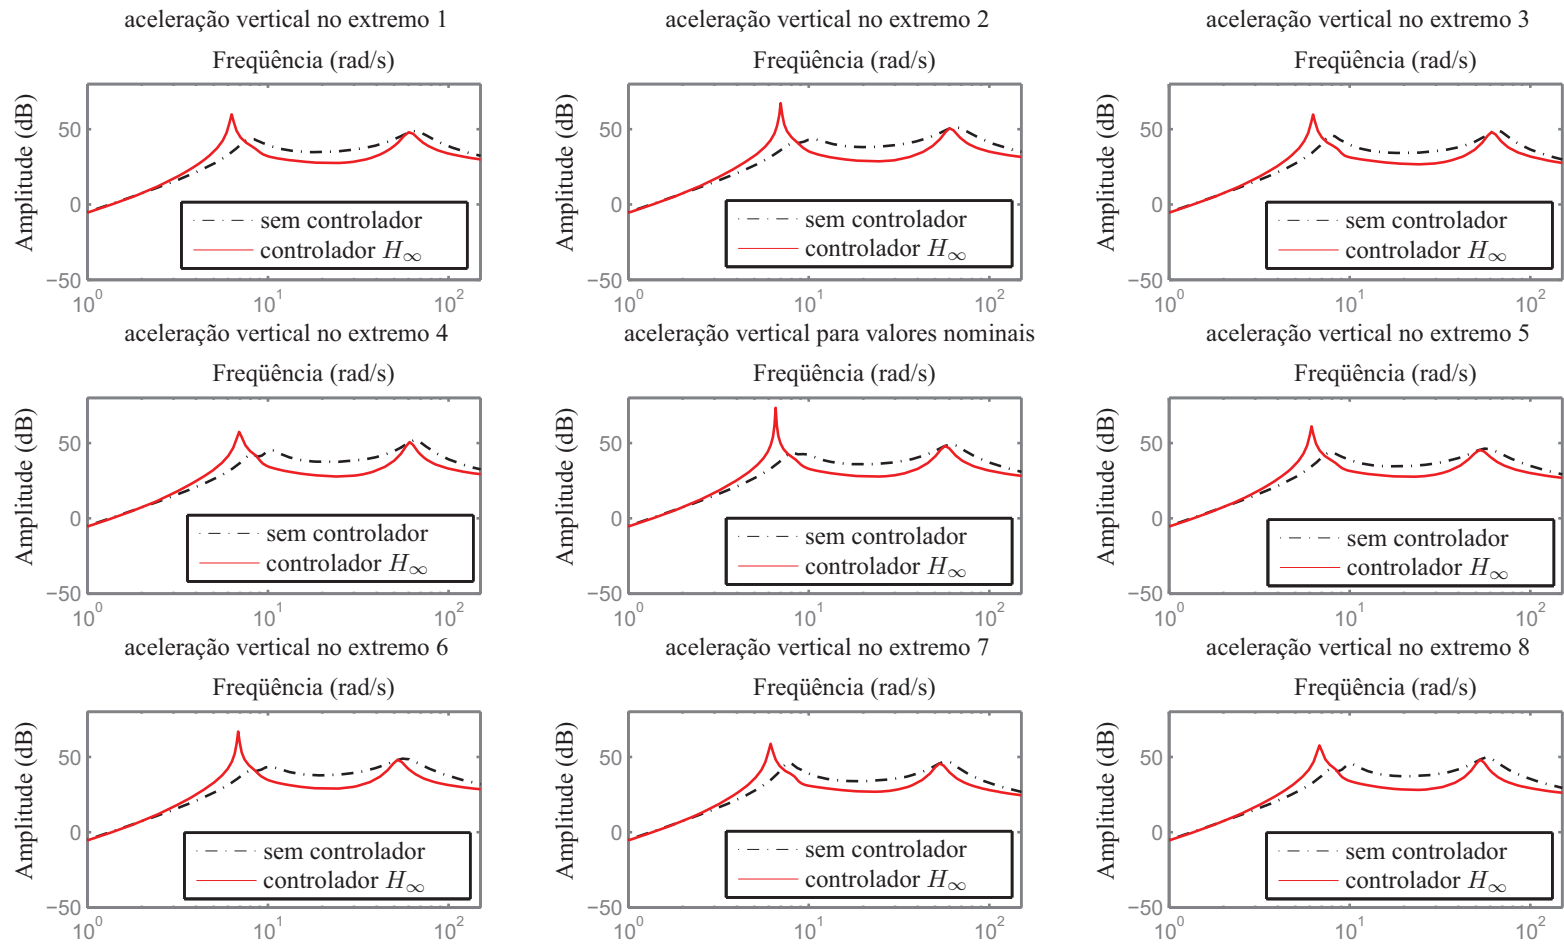 aceleração vertical no extremo 1
Freqüência (rad/s)
Amplitude (dB)
50
0
−50
10^0
10^1
10^2
sem controlador
controlador H∞
aceleração vertical no extremo 2
Freqüência (rad/s)
Amplitude (dB)
50
0
−50
10^0
10^1
10^2
sem controlador
controlador H∞
aceleração vertical no extremo 3
Freqüência (rad/s)
Amplitude (dB)
50
0
−50
10^0
10^1
10^2
sem controlador
controlador H∞
aceleração vertical no extremo 4
Freqüência (rad/s)
Amplitude (dB)
50
0
−50
10^0
10^1
10^2
sem controlador
controlador H∞
aceleração vertical para valores nominais
Freqüência (rad/s)
Amplitude (dB)
50
0
−50
10^0
10^1
10^2
sem controlador
controlador H∞
aceleração vertical no extremo 5
Freqüência (rad/s)
Amplitude (dB)
50
0
−50
10^0
10^1
10^2
sem controlador
controlador H∞
aceleração vertical no extremo 6
Freqüência (rad/s)
Amplitude (dB)
50
0
−50
10^0
10^1
10^2
sem controlador
controlador H∞
aceleração vertical no extremo 7
Freqüência (rad/s)
Amplitude (dB)
50
0
−50
10^0
10^1
10^2
sem controlador
controlador H∞
aceleração vertical no extremo 8
Freqüência (rad/s)
Amplitude (dB)
50
0
−50
10^0
10^1
10^2
sem controlador
controlador H∞